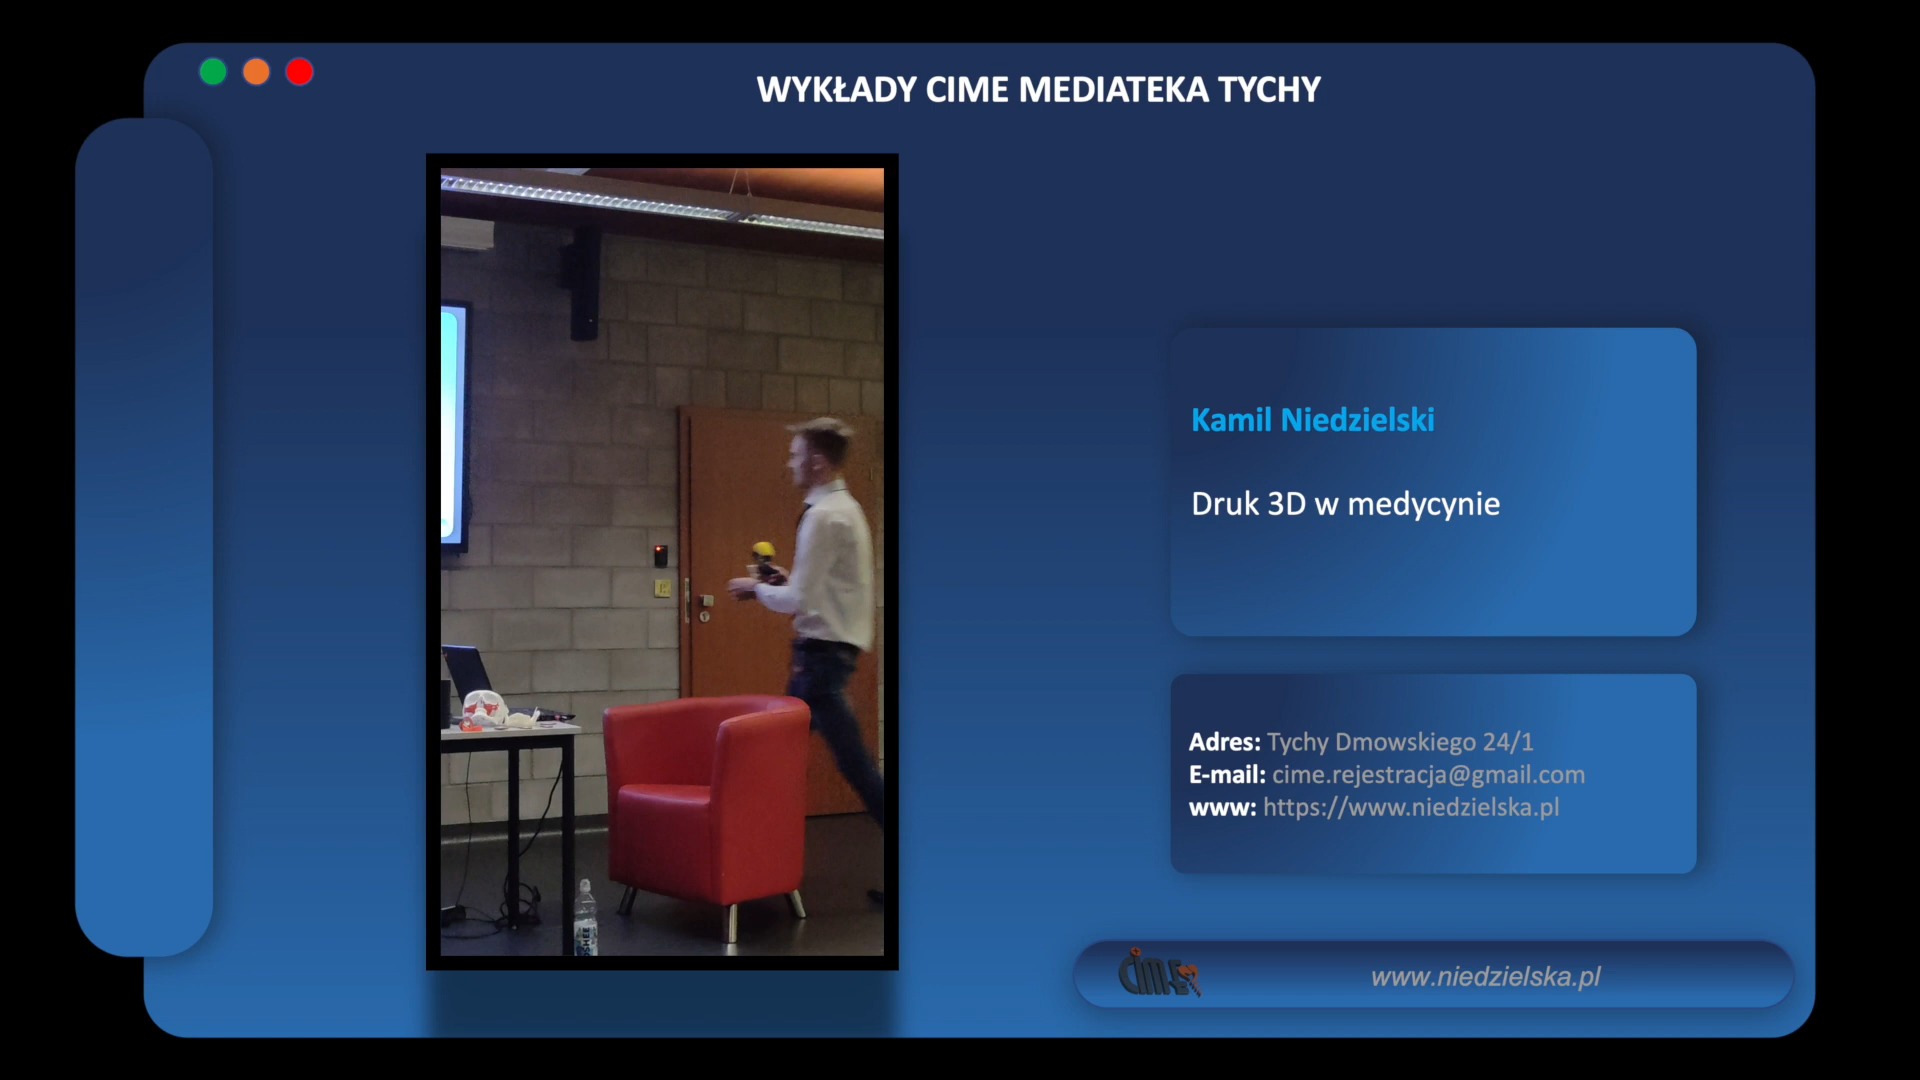 WYKŁADY CIME MEDIATEKA TYCHY
Kamil Niedzielski
Druk 3D w medycynie
Adres: Tychy Dmowskiego 24/1
E-mail: cime.rejestracja@gmail.com
www: https://www.niedzielska.pl
cime
www.niedzielska.pl